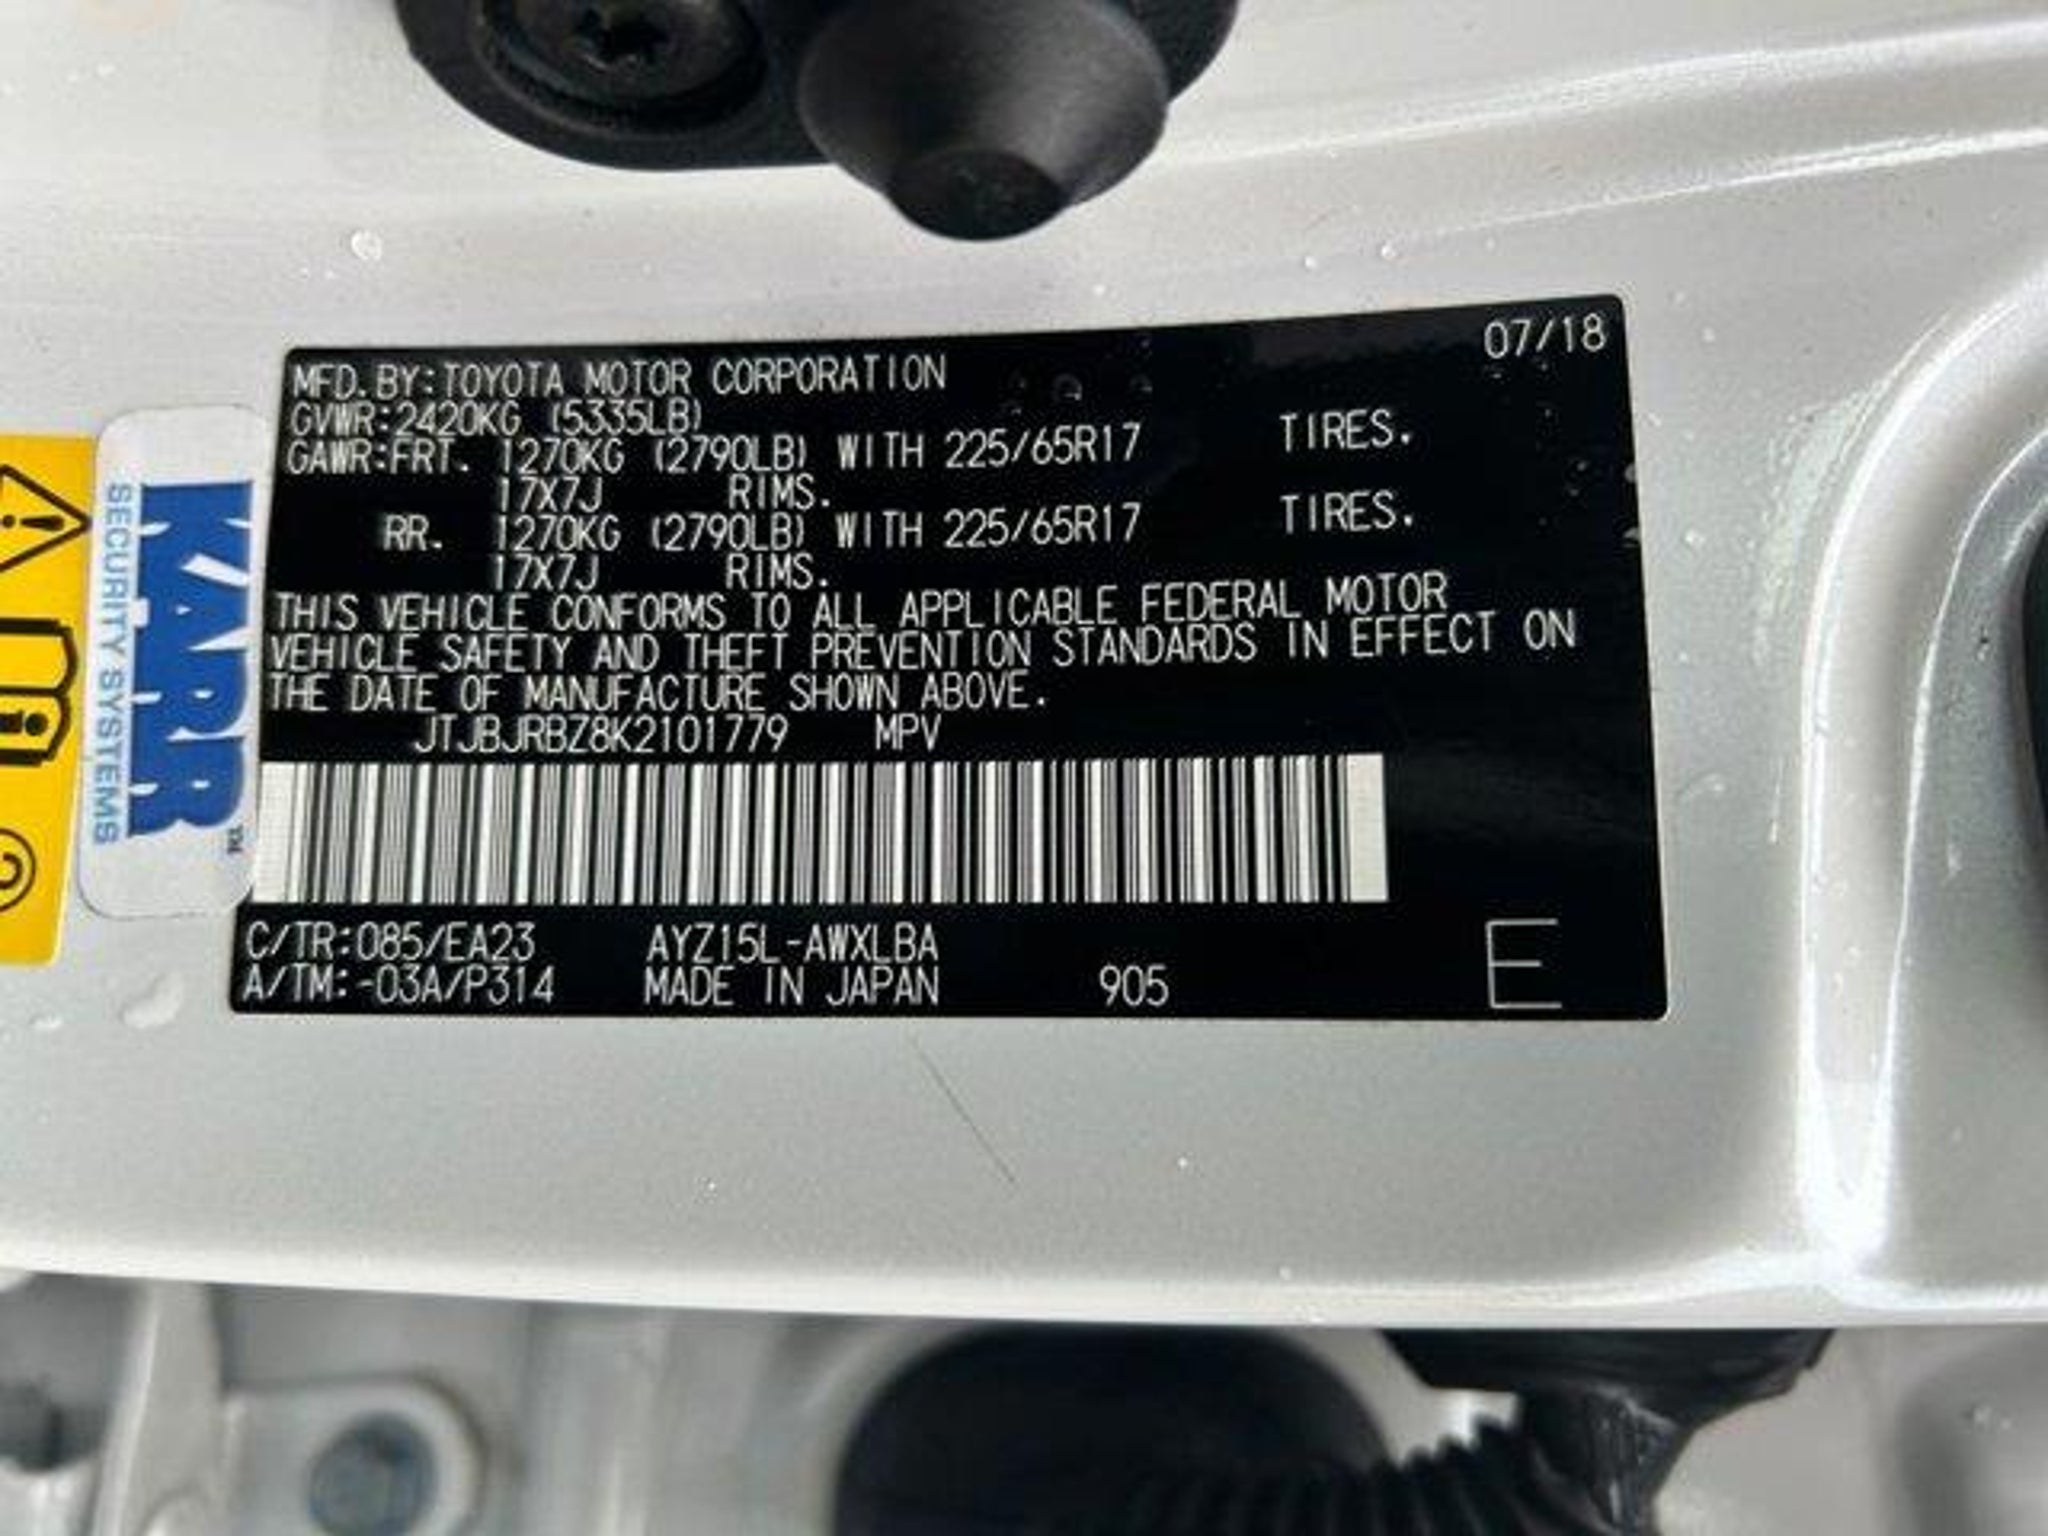 07/18
MFD.BY:TOYOTA MOTOR CORPORATION
GVWR:2420KG (5335LB)
GAWR:FRT. 1270KG (2790LB) WITH 225/65R17 TIRES.
17X7J RIMS.
RR. 1270KG (2790LB) WITH 225/65R17 TIRES.
17X7J RIMS.
THIS VEHICLE CONFORMS TO ALL APPLICABLE FEDERAL MOTOR
VEHICLE SAFETY AND THEFT PREVENTION STANDARDS IN EFFECT ON
THE DATE OF MANUFACTURE SHOWN ABOVE.
JTJBJRBZ8K2101779 MPV
C/TR:085/EA23 AYZ15L-AWXLBA
A/TM:-03A/P314 MADE IN JAPAN 905 E
KARR™
SECURITY SYSTEMS